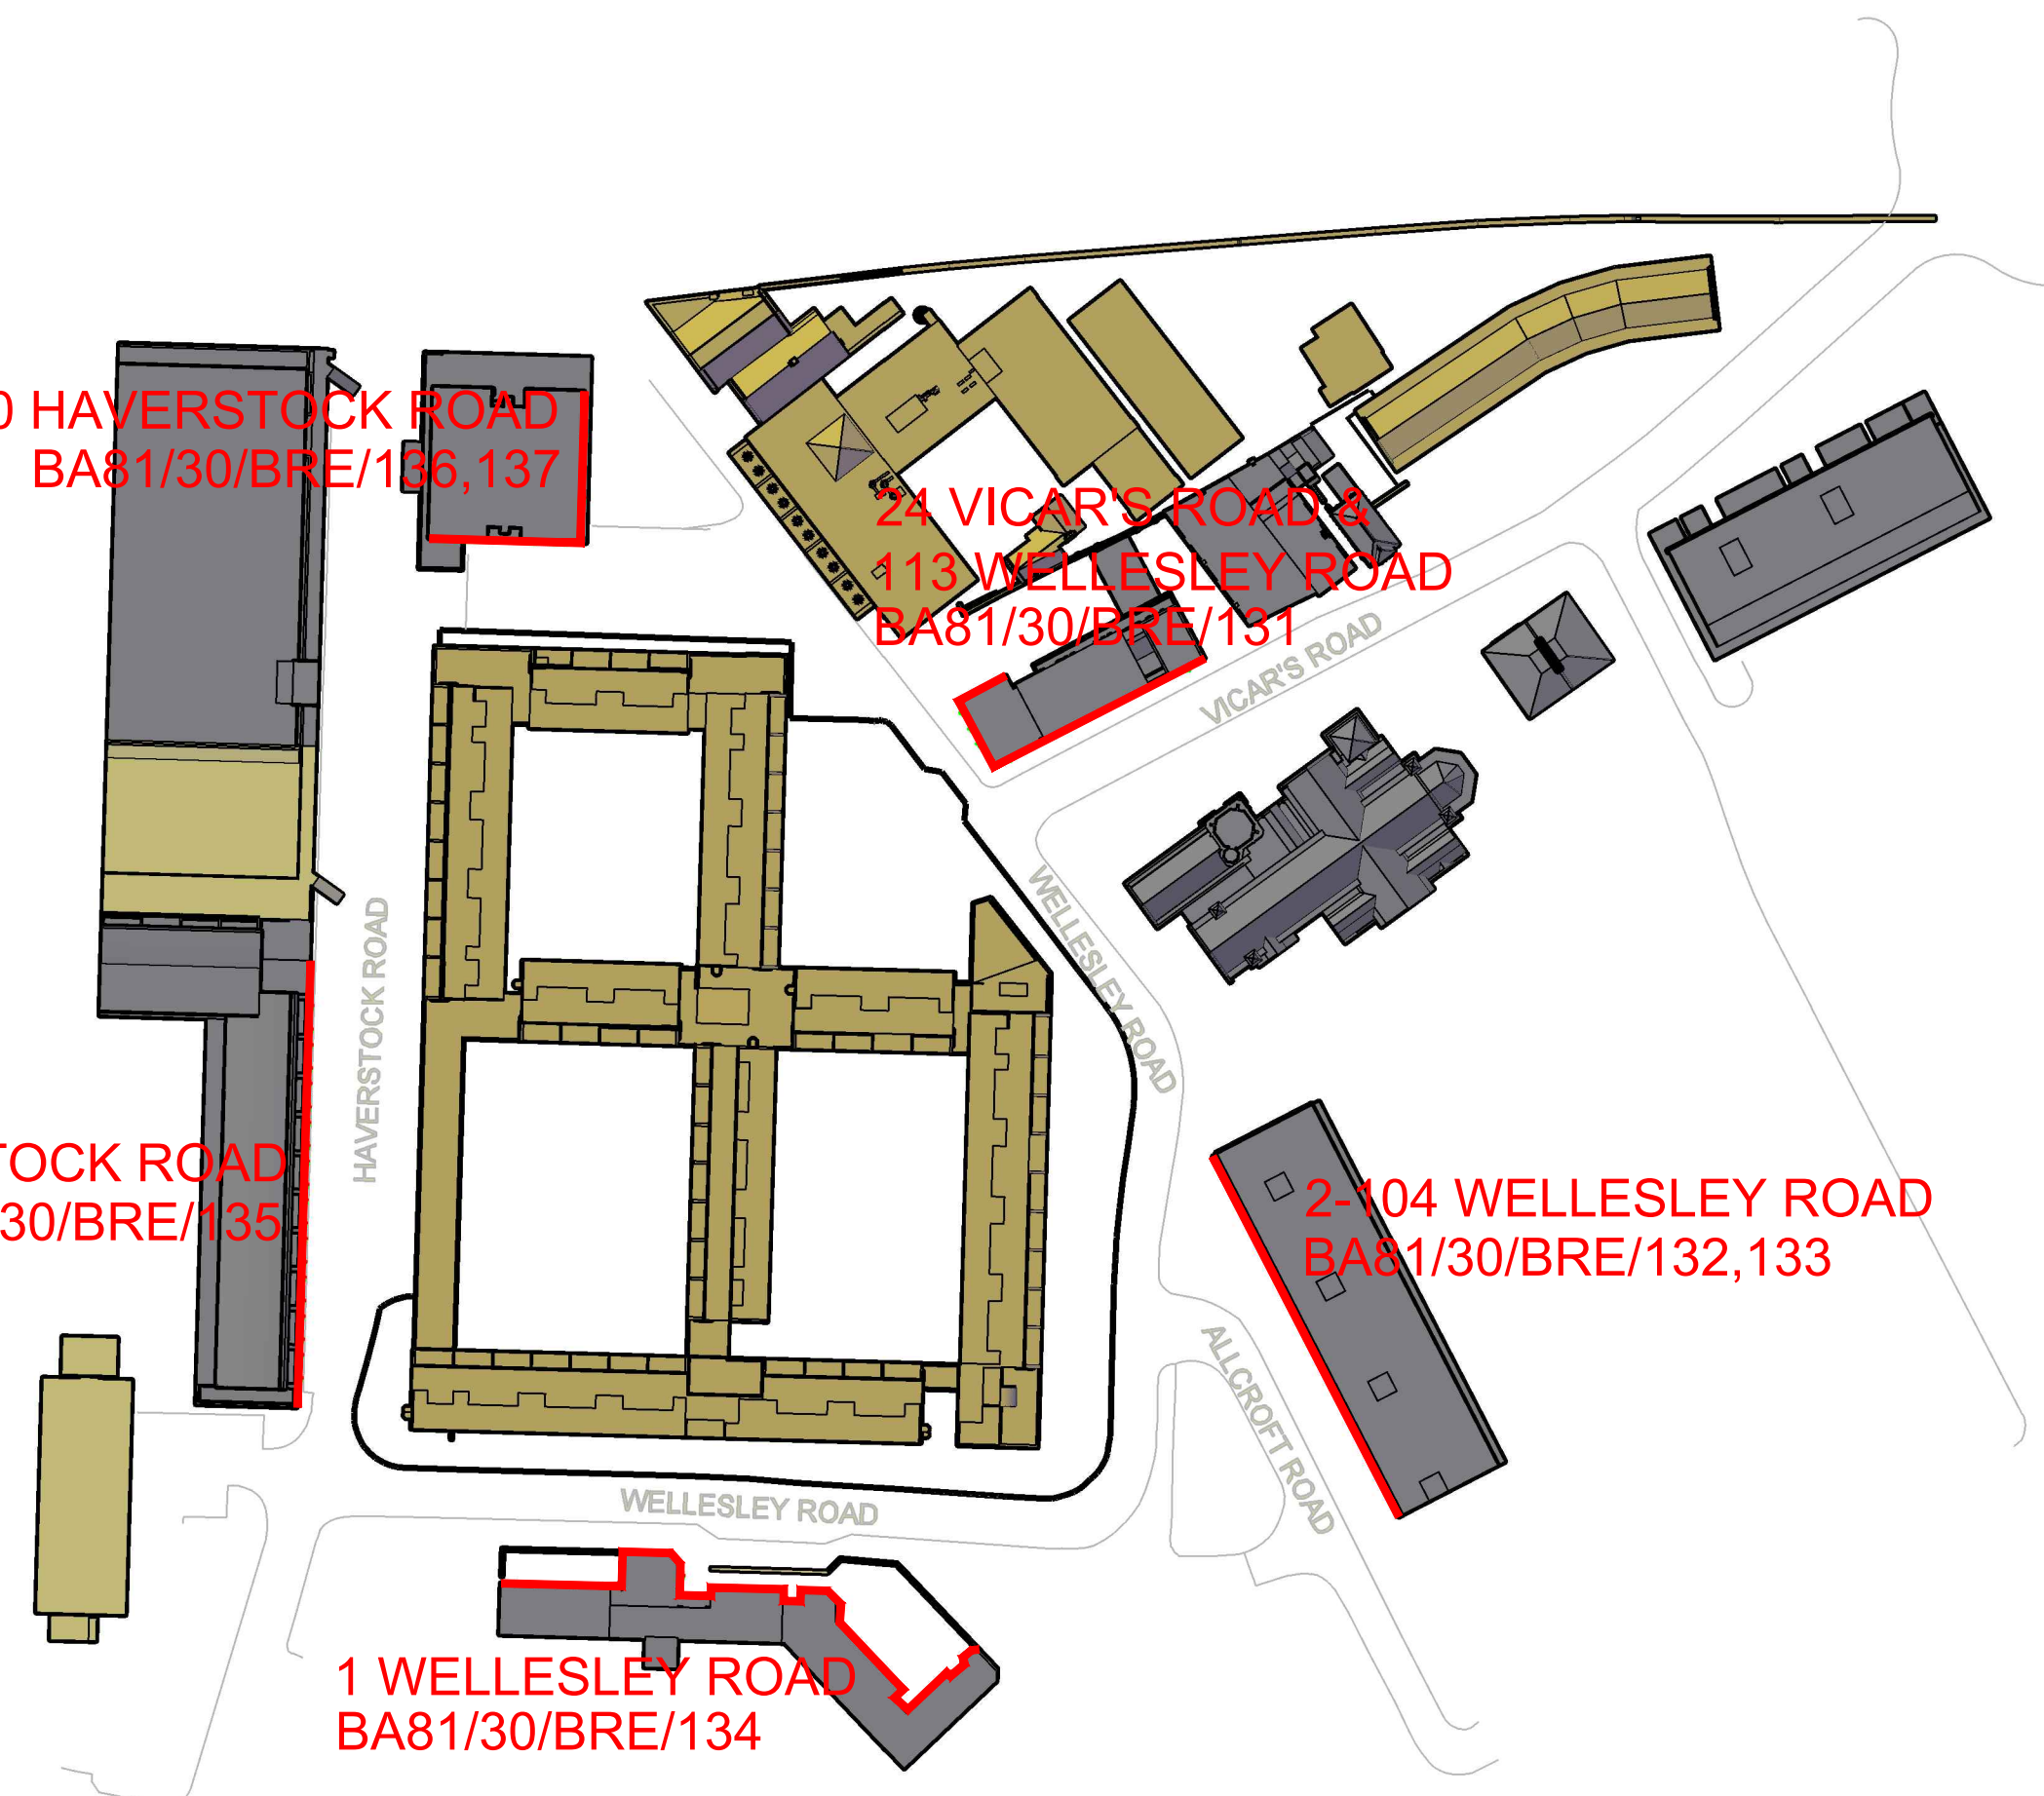 0 HAVERSTOCK ROAD
BA81/30/BRE/136,137
24 VICAR'S ROAD &
113 WELLESLEY ROAD
BA81/30/BRE/131
VICAR'S ROAD
WELLESLEY ROAD
HAVERSTOCK ROAD
TOCK ROAD
30/BRE/135
2-104 WELLESLEY ROAD
BA81/30/BRE/132,133
ALLCROFT ROAD
WELLESLEY ROAD
1 WELLESLEY ROAD
BA81/30/BRE/134